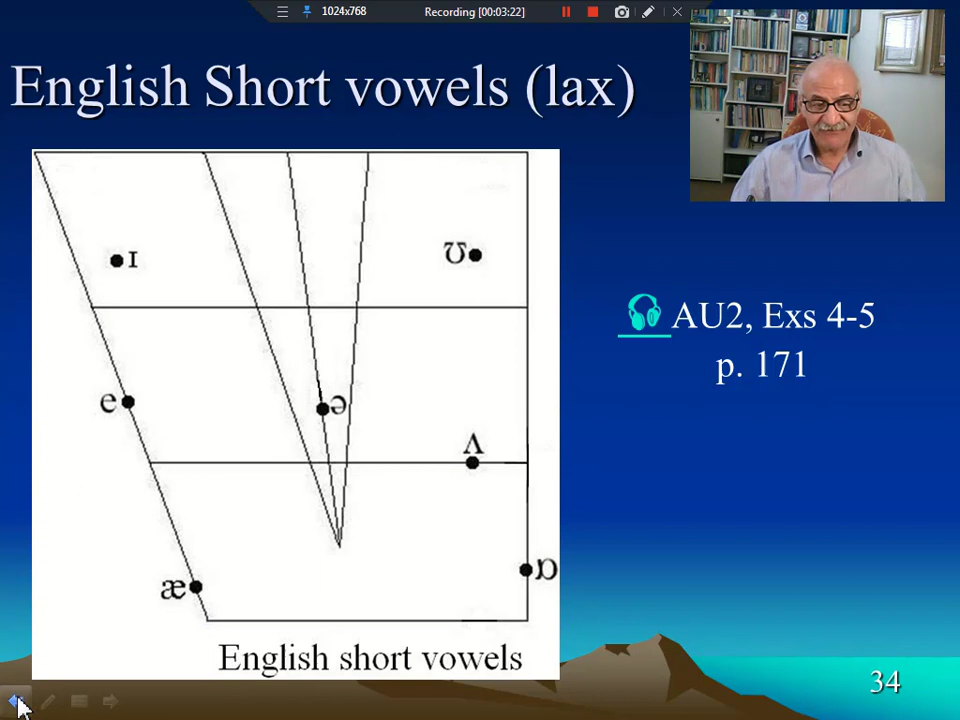 1024x768
Recording [00:03:22]
English Short vowels (lax)
ɪ
ʊ
e
ə
ʌ
æ
ɒ
English short vowels
AU2, Exs 4-5
p. 171
34